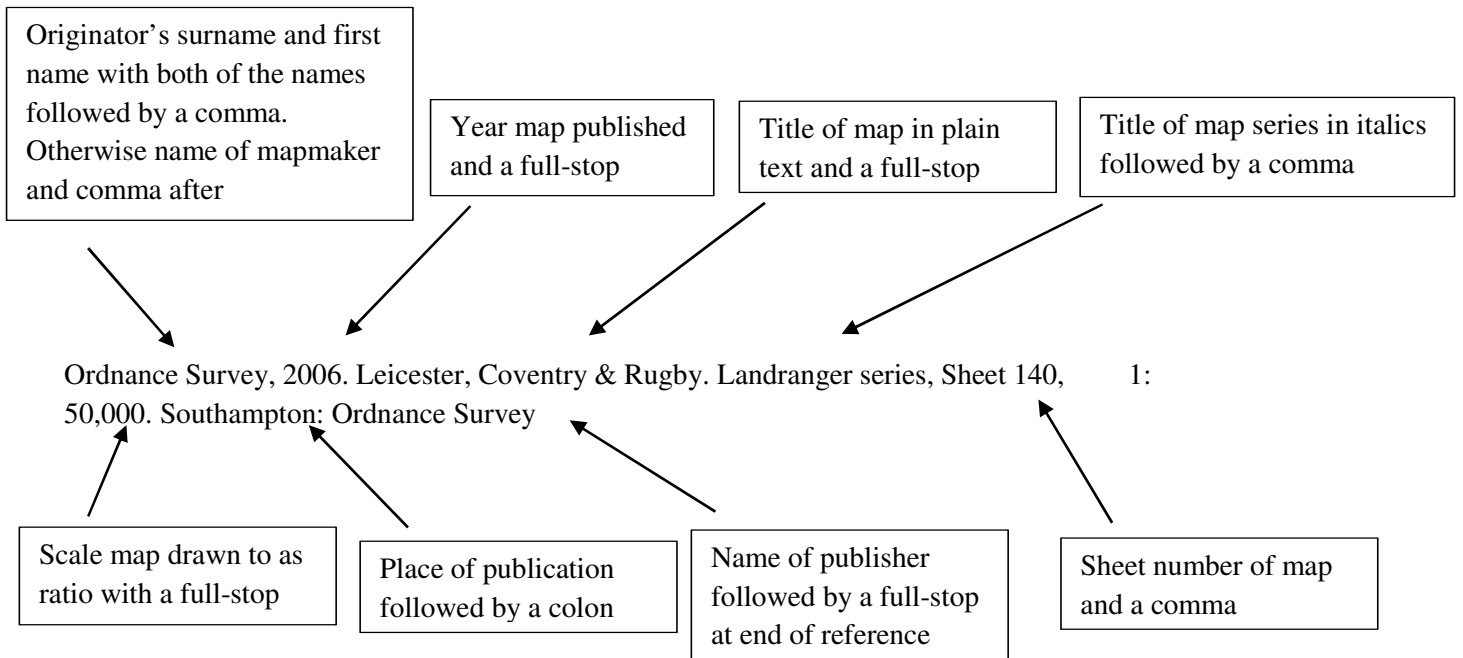 Originator’s surname and first
name with both of the names
followed by a comma.
Otherwise name of mapmaker
and comma after
Year map published
and a full-stop
Title of map in plain
text and a full-stop
Title of map series in italics
followed by a comma
Ordnance Survey, 2006. Leicester, Coventry & Rugby. Landranger series, Sheet 140, 1:
50,000. Southampton: Ordnance Survey
Scale map drawn to as
ratio with a full-stop
Place of publication
followed by a colon
Name of publisher
followed by a full-stop
at end of reference
Sheet number of map
and a comma